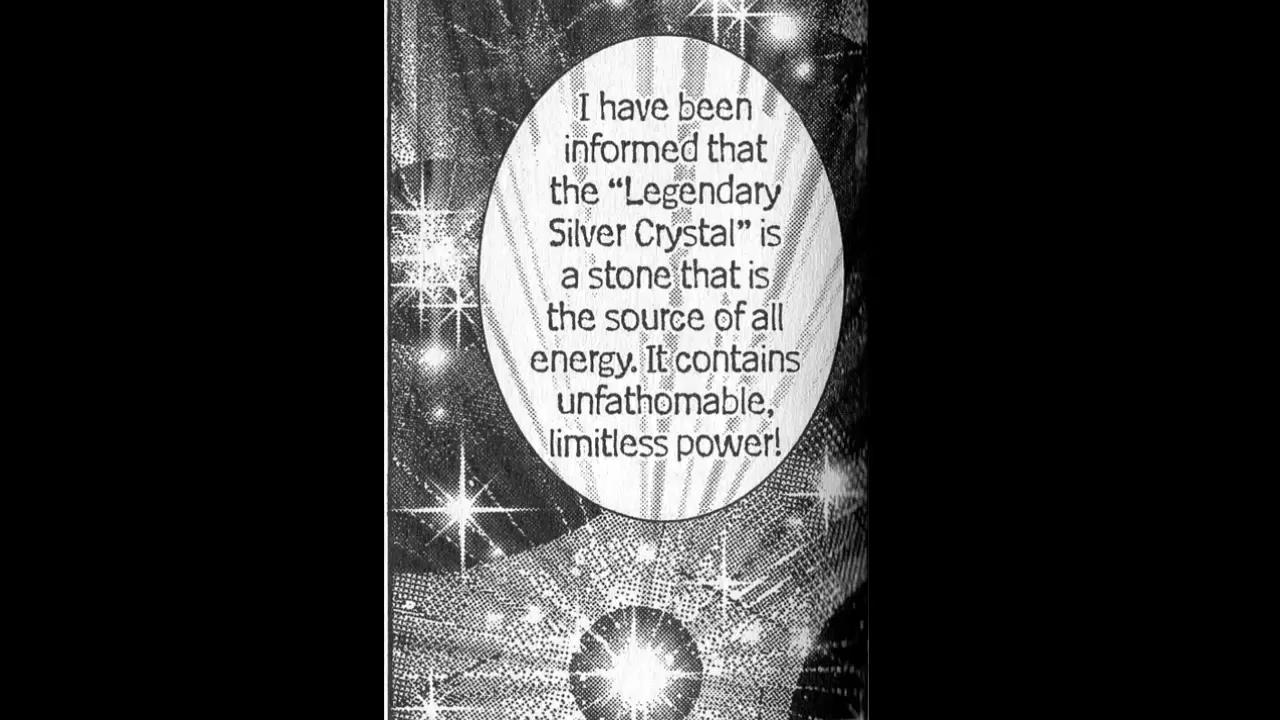 I have been
informed that
the “Legendary
Silver Crystal” is
a stone that is
the source of all
energy. It contains
unfathomable,
limitless power!